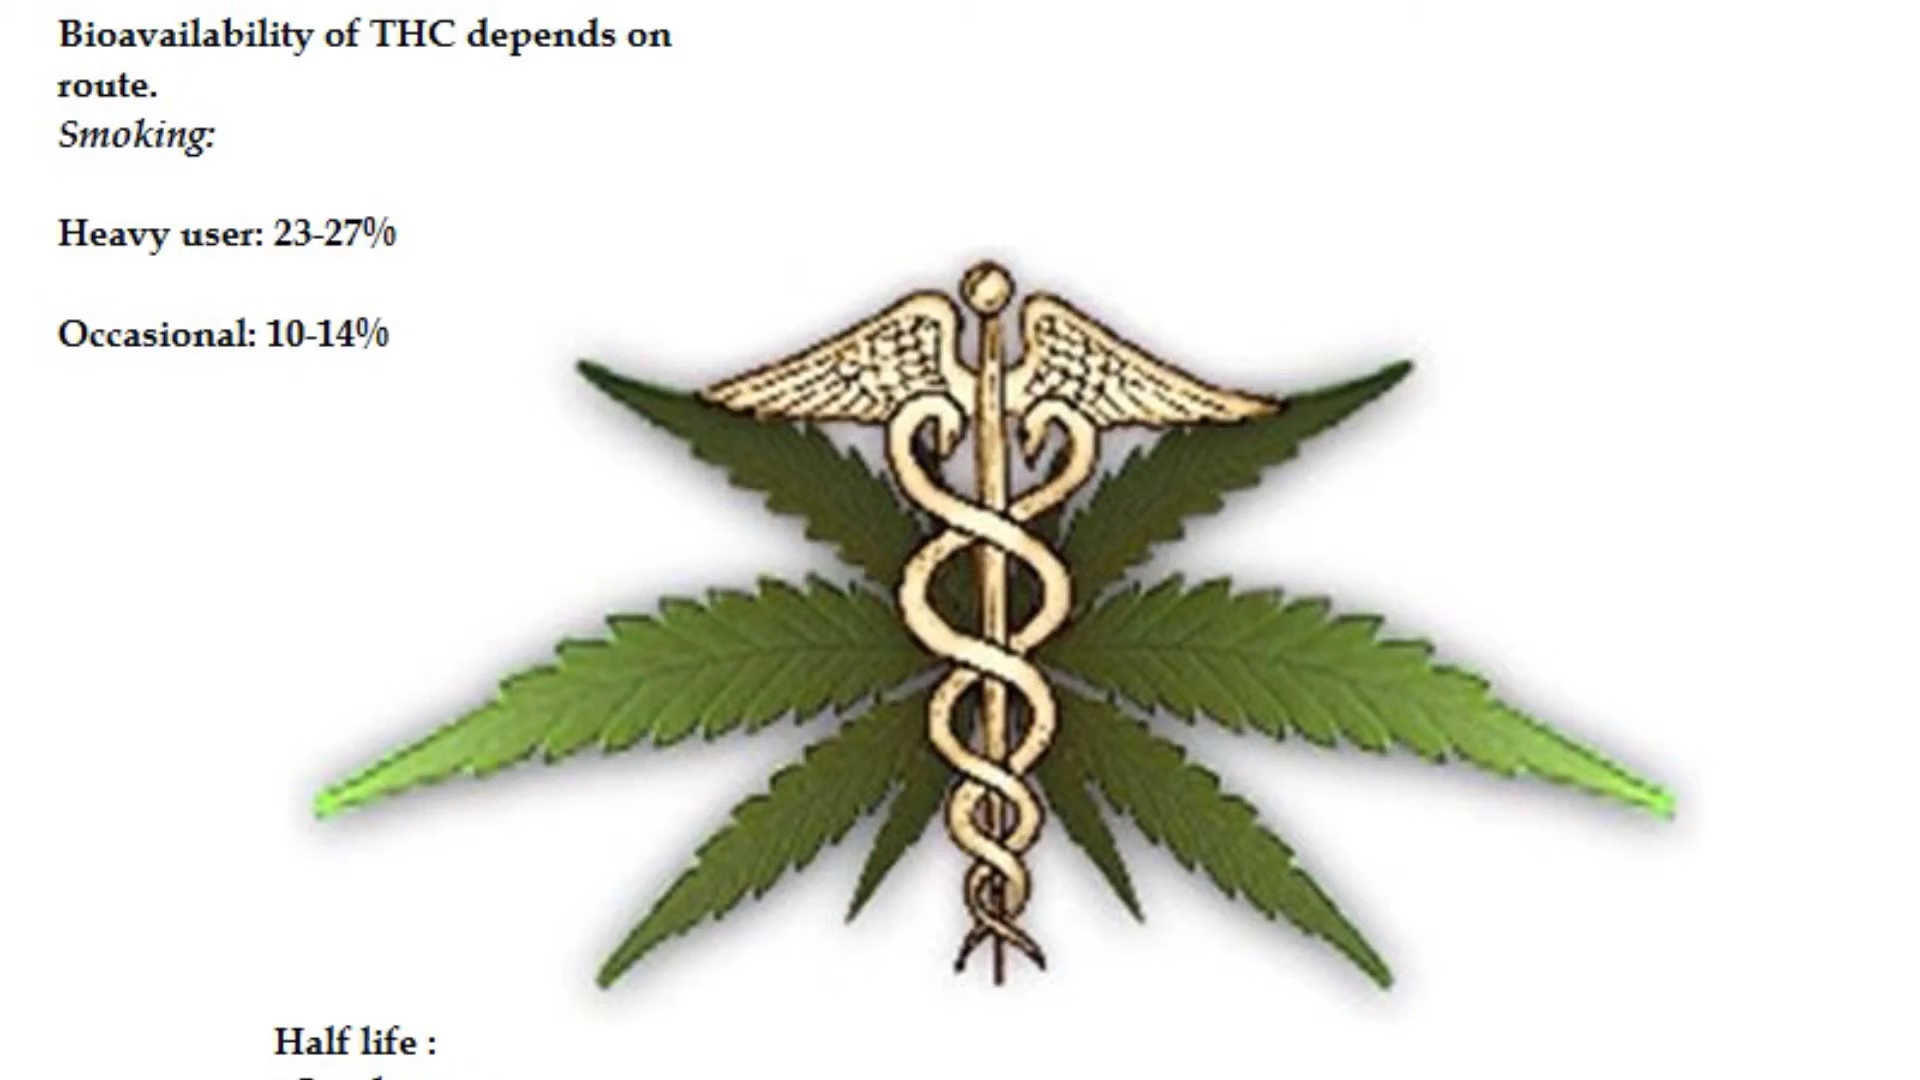 Bioavailability of THC depends on
route.
Smoking:
Heavy user: 23-27%
Occasional: 10-14%
Half life :